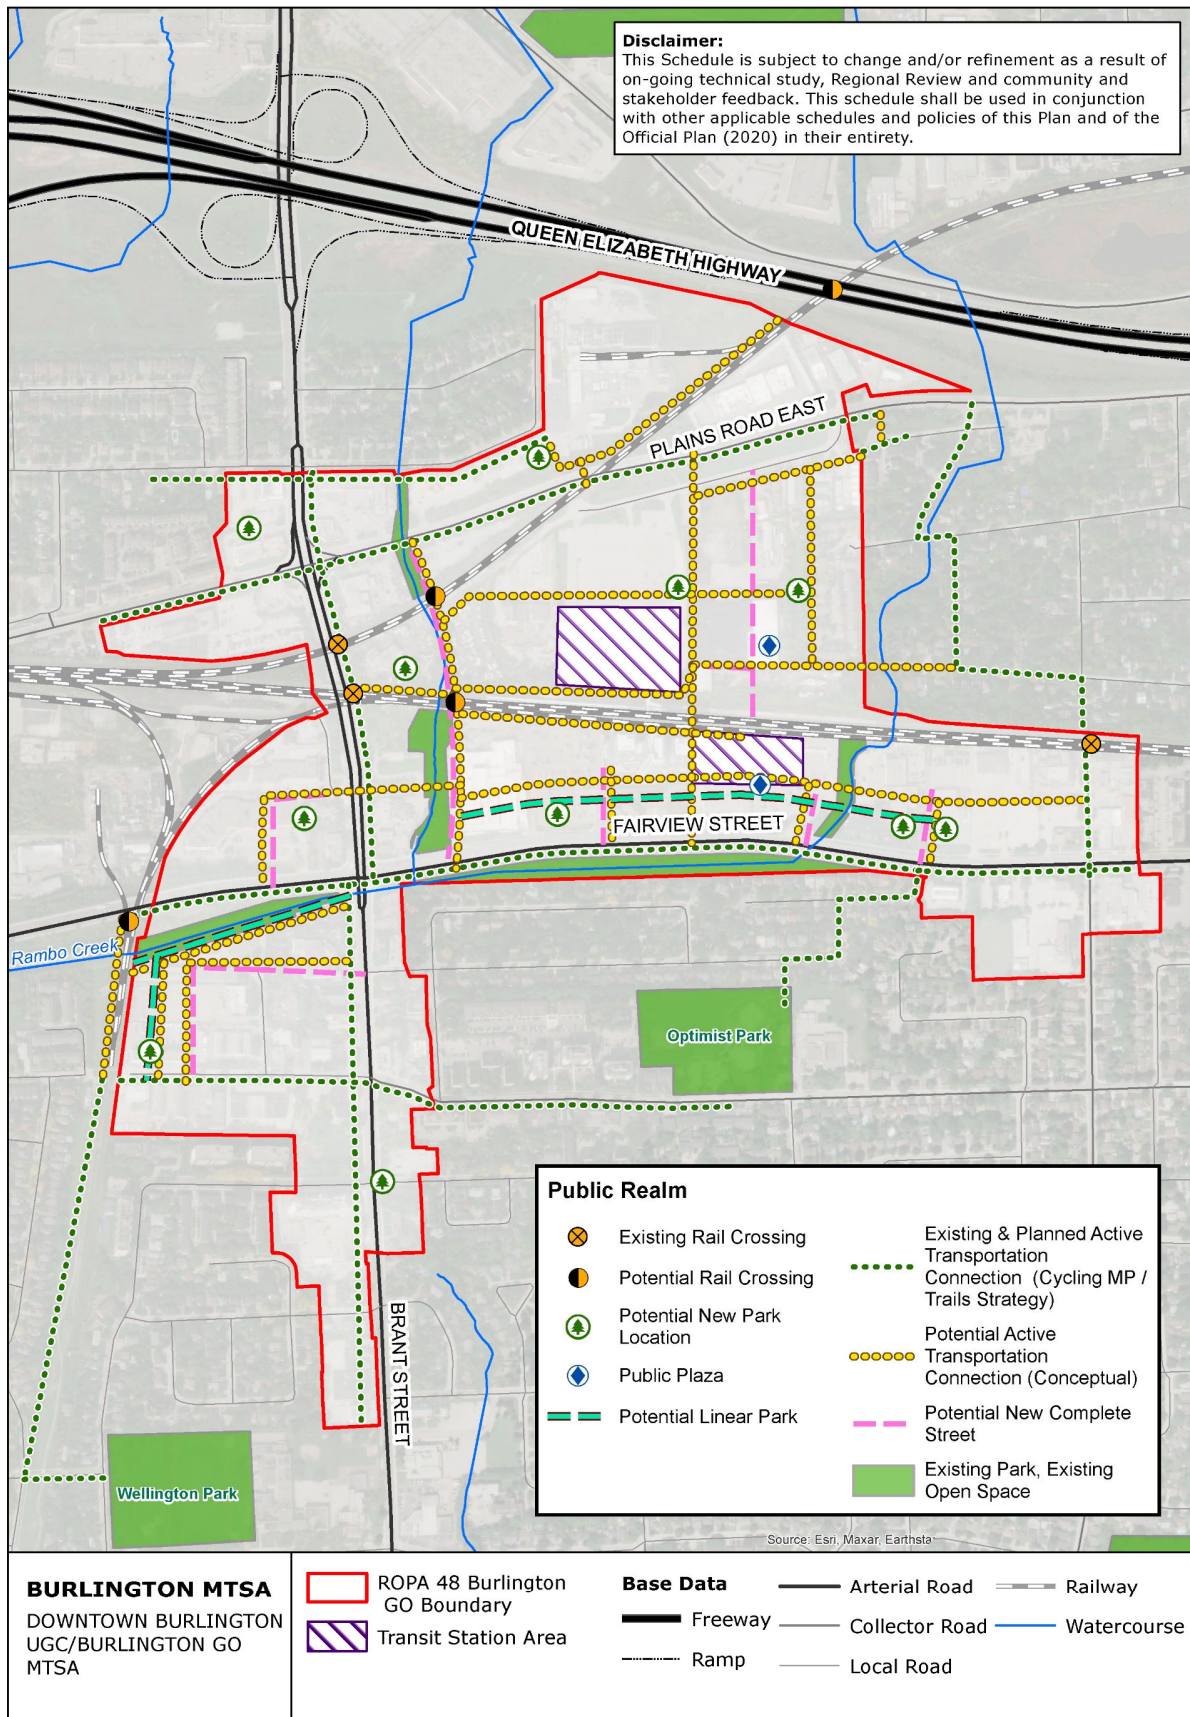 Disclaimer:
This Schedule is subject to change and/or refinement as a result of
on-going technical study, Regional Review and community and
stakeholder feedback. This schedule shall be used in conjunction
with other applicable schedules and policies of this Plan and of the
Official Plan (2020) in their entirety.
QUEEN ELIZABETH HIGHWAY
PLAINS ROAD EAST
FAIRVIEW STREET
Rambo Creek
Optimist Park
BRANT STREET
Wellington Park
Public Realm
Existing Rail Crossing
Potential Rail Crossing
Potential New Park
Location
Public Plaza
Potential Linear Park
Existing & Planned Active
Transportation
Connection (Cycling MP /
Trails Strategy)
Potential Active
Transportation
Connection (Conceptual)
Potential New Complete
Street
Existing Park, Existing
Open Space
Source: Esri, Maxar, Earthsta
BURLINGTON MTSA
DOWNTOWN BURLINGTON
UGC/BURLINGTON GO
MTSA
ROPA 48 Burlington
GO Boundary
Transit Station Area
Base Data
Freeway
Ramp
Arterial Road
Collector Road
Local Road
Railway
Watercourse